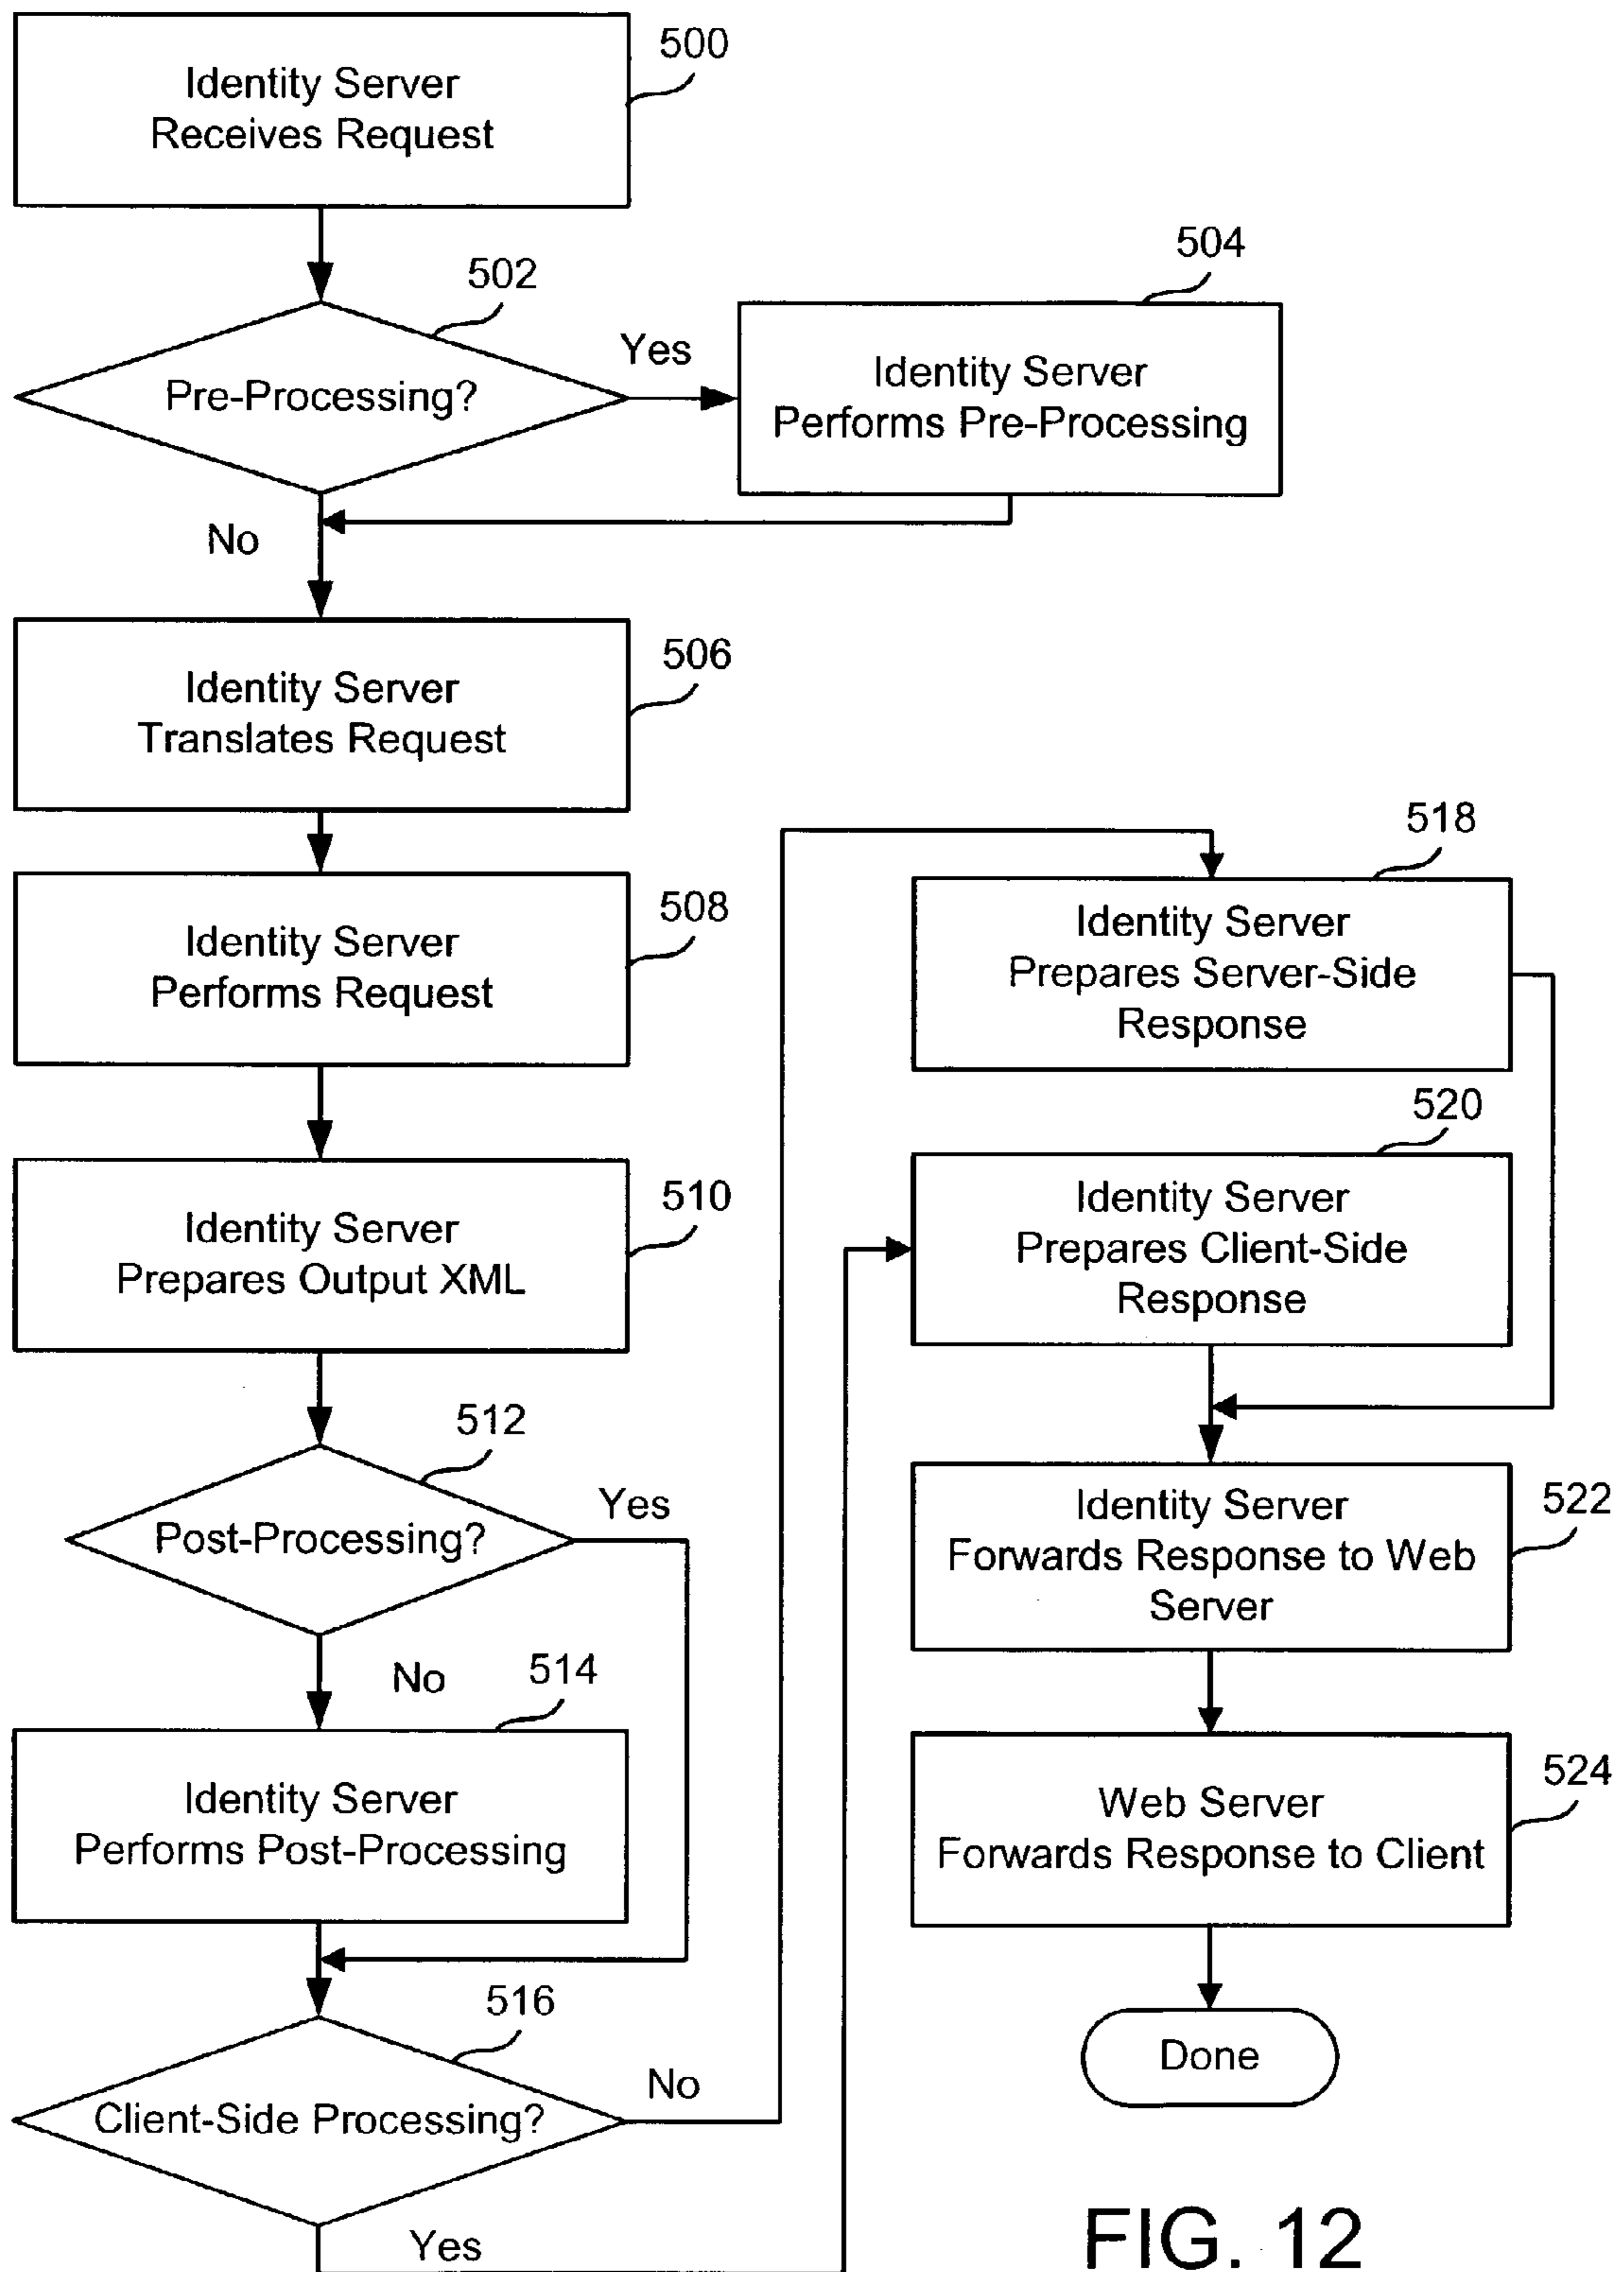 500
Identity Server
Receives Request
502
504
Pre-Processing?
Yes
Identity Server
Performs Pre-Processing
No
506
Identity Server
Translates Request
508
Identity Server
Performs Request
510
Identity Server
Prepares Output XML
512
Post-Processing?
Yes
No
514
Identity Server
Performs Post-Processing
516
Client-Side Processing?
No
Yes
518
Identity Server
Prepares Server-Side
Response
520
Identity Server
Prepares Client-Side
Response
522
Identity Server
Forwards Response to Web
Server
524
Web Server
Forwards Response to Client
Done
FIG. 12